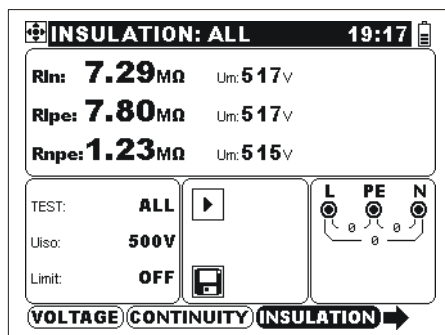 INSULATION: ALL 19:17
Rln: 7.29MΩ Um:517V
Rlpe: 7.80MΩ Um:517V
Rnpe:1.23MΩ Um:515V
TEST: ALL
Uiso: 500V
Limit: OFF
L PE N
0 0
0
VOLTAGE CONTINUITY INSULATION